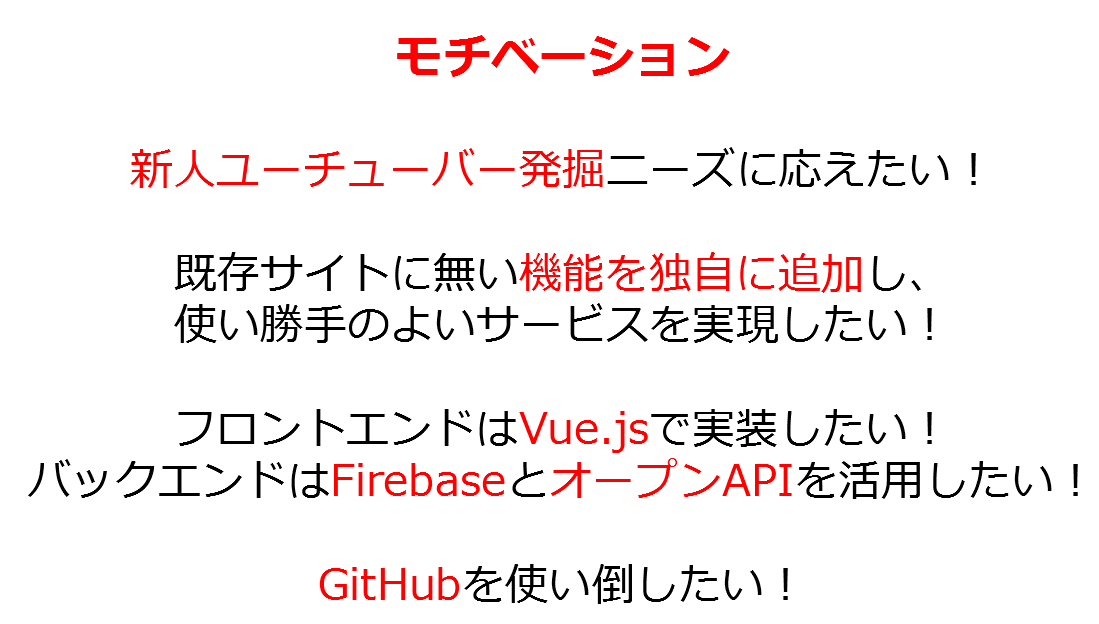 モチベーション
新人ユーチューバー発掘ニーズに応えたい！
既存サイトに無い機能を独自に追加し、
使い勝手のよいサービスを実現したい！
フロントエンドはVue.jsで実装したい！
バックエンドはFirebaseとオープンAPIを活用したい！
GitHubを使い倒したい！